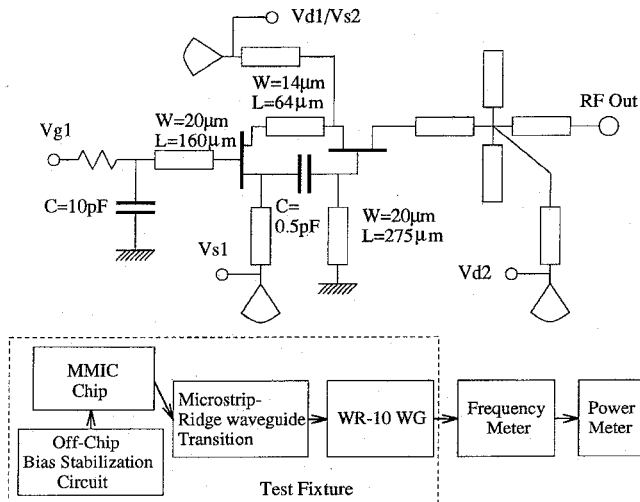 Vd1/Vs2
W=14μm
L=64μm
RF Out
W=20μm
L=160μm
Vg1
C=10pF
C=
0.5pF
W=20μm
L=275μm
Vs1
Vd2
MMIC
Chip
Microstrip-
Ridge waveguide
Transition
WR-10 WG
Frequency
Meter
Power
Meter
Off-Chip
Bias Stabilization
Circuit
Test Fixture